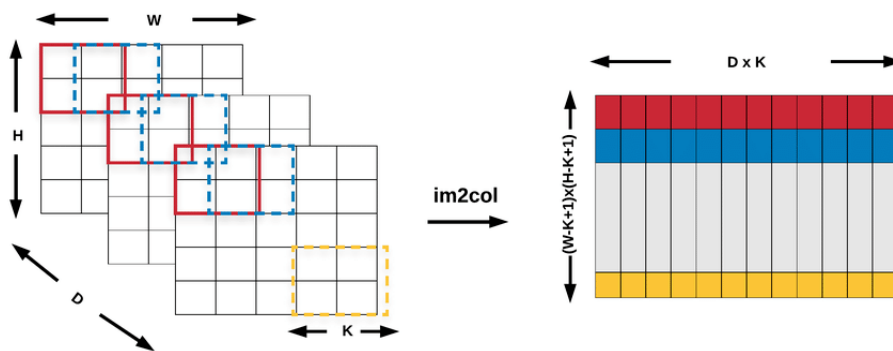 W
H
D
K
im2col
D x K
(W-K+1)x(H-K+1)